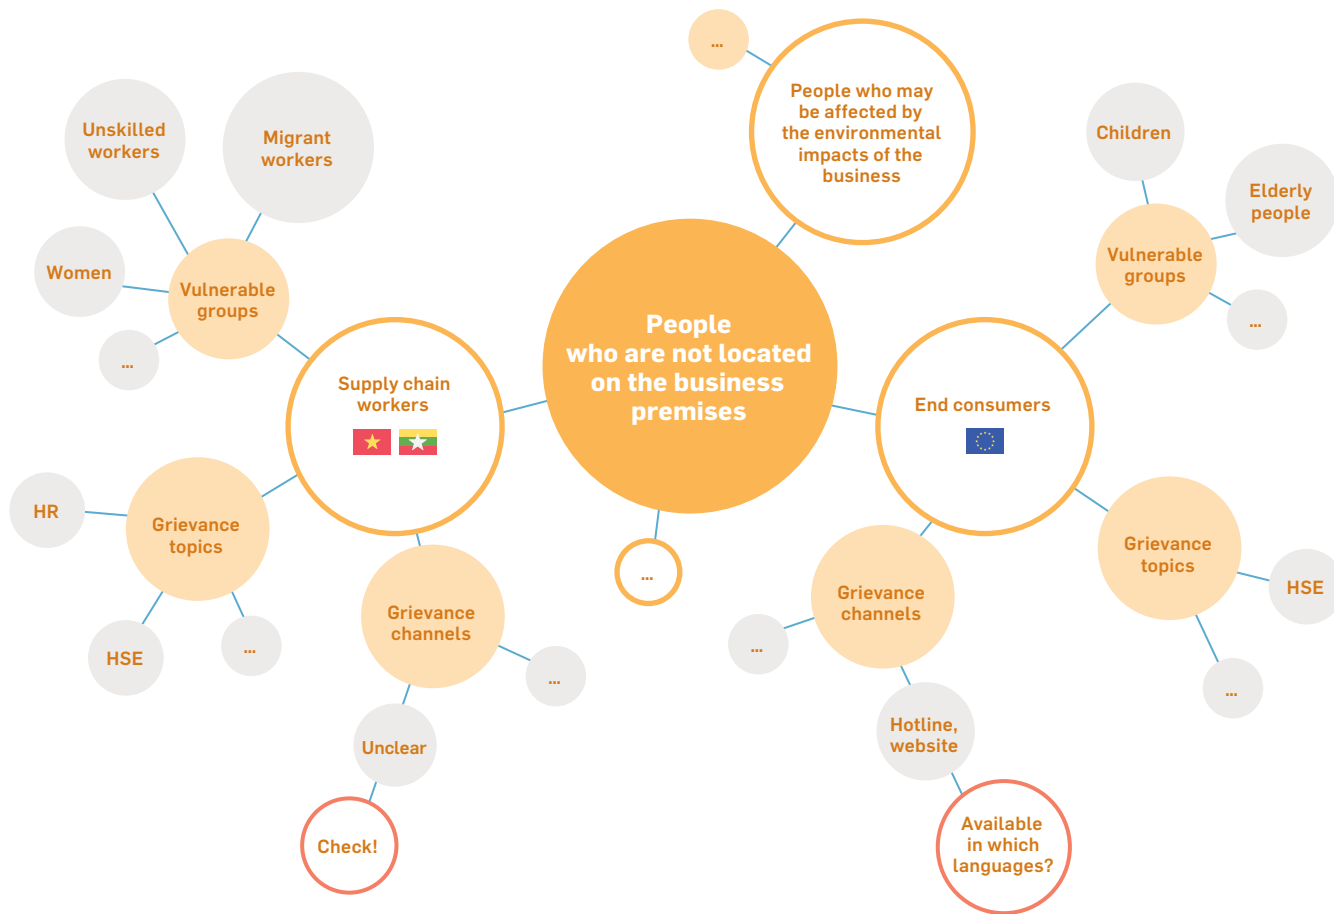 ...
People who may
be affected by
the environmental
impacts of the
business
Unskilled
workers
Migrant
workers
Women
...
Vulnerable
groups
Children
Elderly
people
Vulnerable
groups
...
People
who are not located
on the business
premises
Supply chain
workers
End consumers
HR
Grievance
topics
HSE
...
Grievance
channels
...
Unclear
Check!
...
Grievance
channels
...
Hotline,
website
Available
in which
languages?
Grievance
topics
HSE
...